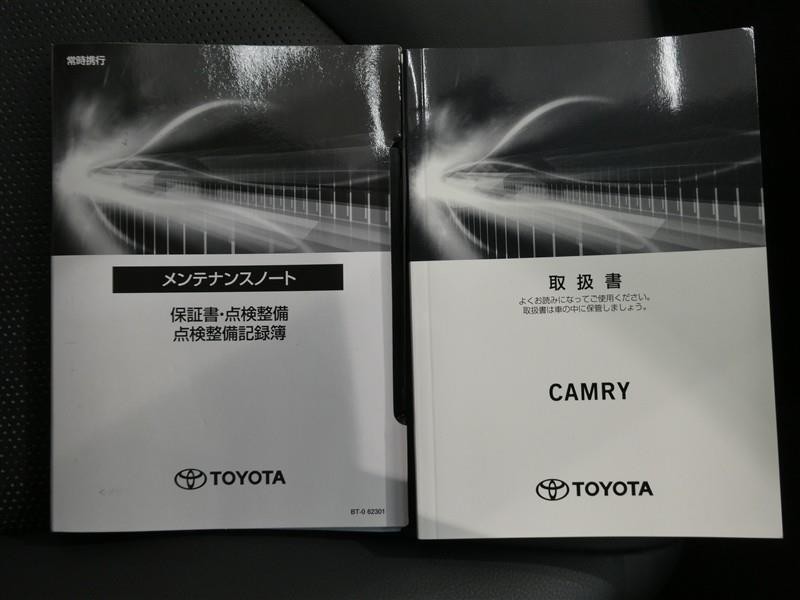 常時携行
メンテナンスノート
保証書・点検整備
点検整備記録簿
TOYOTA
BT-0 62301
取扱書
よくお読みになってご使用ください。
取扱書は車の中に保管しましょう。
CAMRY
TOYOTA